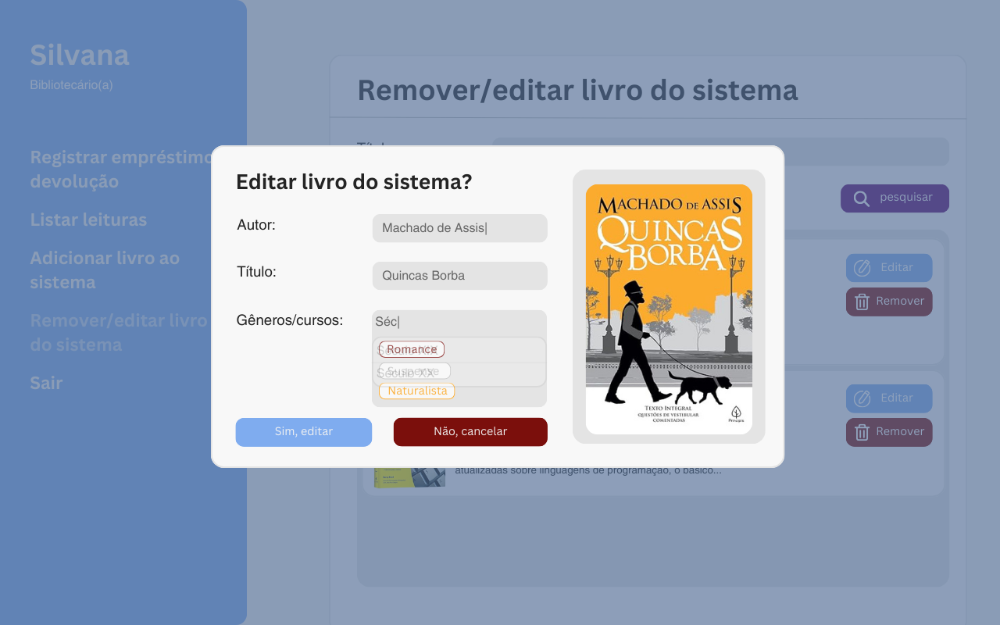 Silvana
Bibliotecário(a)
Registrar empréstimo
devolução
Listar leituras
Adicionar livro ao
sistema
Remover/editar livro
do sistema
Sair
Remover/editar livro do sistema
Títul
pesquisar
Editar
Remover
Editar
Remover
atualizadas sobre linguagens de programação, o básico...
Editar livro do sistema?
Autor:
Machado de Assis|
Título:
Quincas Borba
Gêneros/cursos:
Séc|
Romance
Século XIX
Suspense
Século XX
Naturalista
Sim, editar
Não, cancelar
MACHADO DE ASSIS
QUINCAS
BORBA
TEXTO INTEGRAL
QUESTÕES DE VESTIBULAR
COMENTADAS
Principis